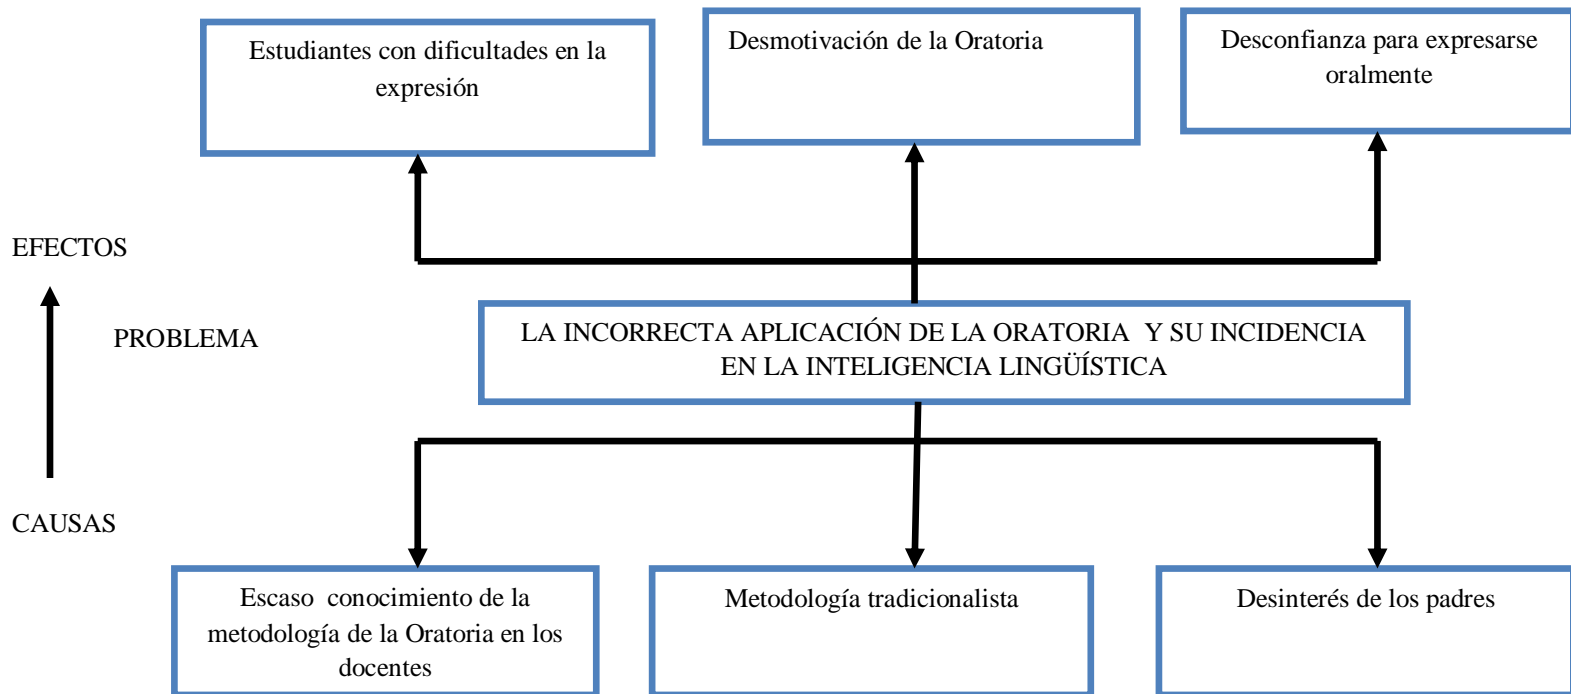 Estudiantes con dificultades en la
expresión
Desmotivación de la Oratoria
Desconfianza para expresarse
oralmente
EFECTOS
PROBLEMA
LA INCORRECTA APLICACIÓN DE LA ORATORIA Y SU INCIDENCIA
EN LA INTELIGENCIA LINGÜÍSTICA
CAUSAS
Escaso conocimiento de la
metodología de la Oratoria en los
docentes
Metodología tradicionalista
Desinterés de los padres